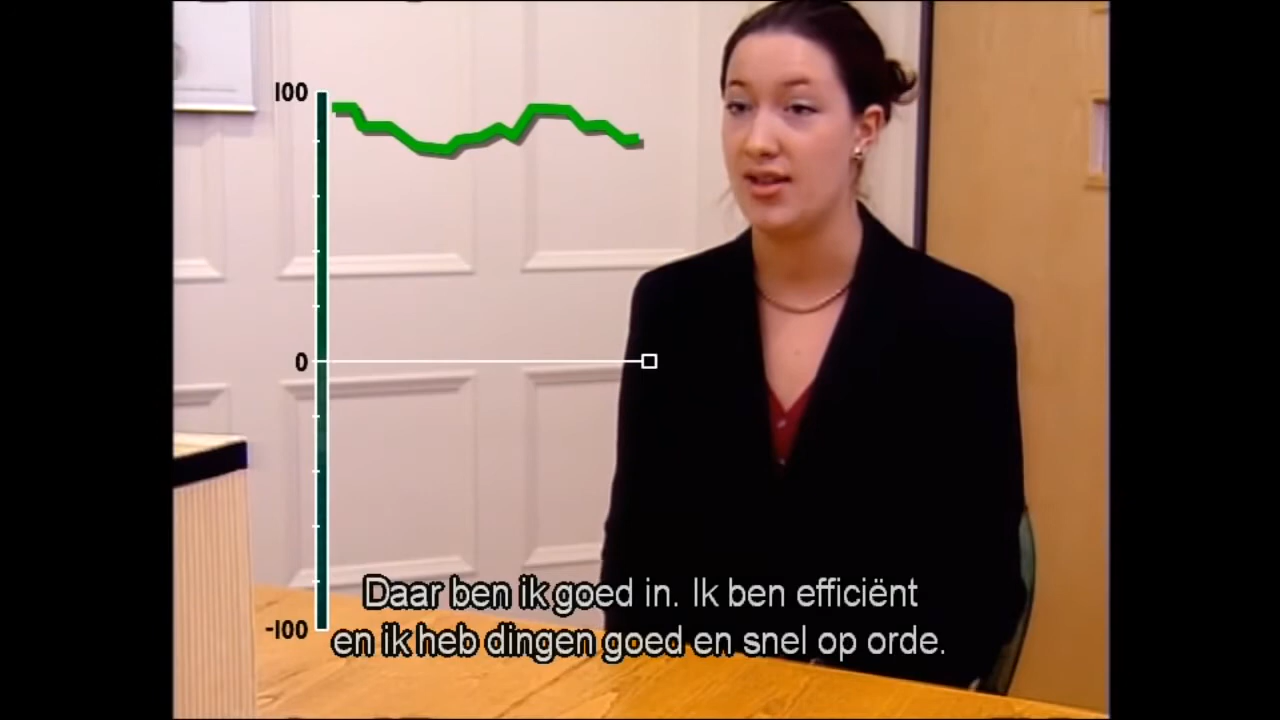 100
0
-100
Daar ben ik goed in. Ik ben efficiënt
en ik heb dingen goed en snel op orde.